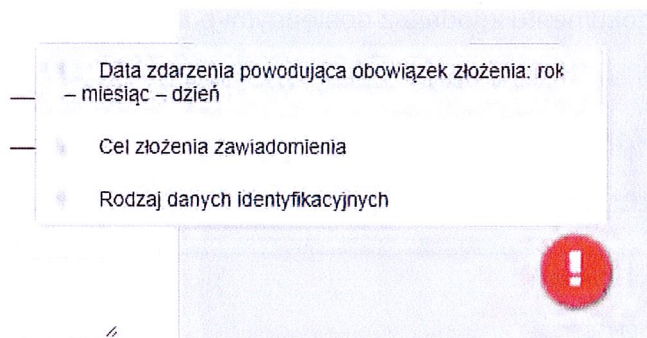 Data zdarzenia powodująca obowiązek złożenia: rok
– miesiąc – dzień
Cel złożenia zawiadomienia
Rodzaj danych identyfikacyjnych
!